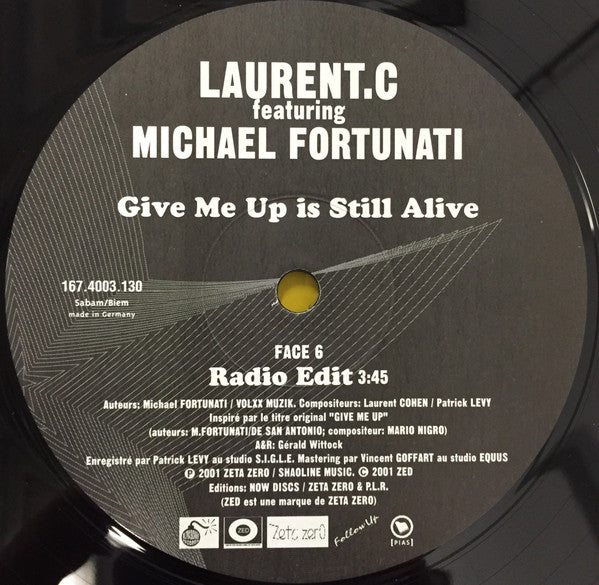 LAURENT.C
featuring
MICHAEL FORTUNATI
Give Me Up is Still Alive
167.4003.130
Sabam/Biem
made in Germany
FACE 6
Radio Edit 3:45
Auteurs: Michael FORTUNATI / VOLXX MUZIK. Compositeurs: Laurent COHEN / Patrick LEVY
Inspiré par le titre original "GIVE ME UP"
(auteurs: M.FORTUNATI/DE SAN ANTONIO; compositeur: MARIO NIGRO)
A&R: Gérald Wittock
Enregistré par Patrick LEVY au studio S.I.G.L.E. Mastering par Vincent GOFFART au studio EQUUS
Ⓟ 2001 ZETA ZERO / SHAOLINE MUSIC. © 2001 ZED
Editions: NOW DISCS / ZETA ZERO & P.L.R.
(ZED est une marque de ZETA ZERO)
ZED
Zeta zerO
Follow Up
[PIAS]